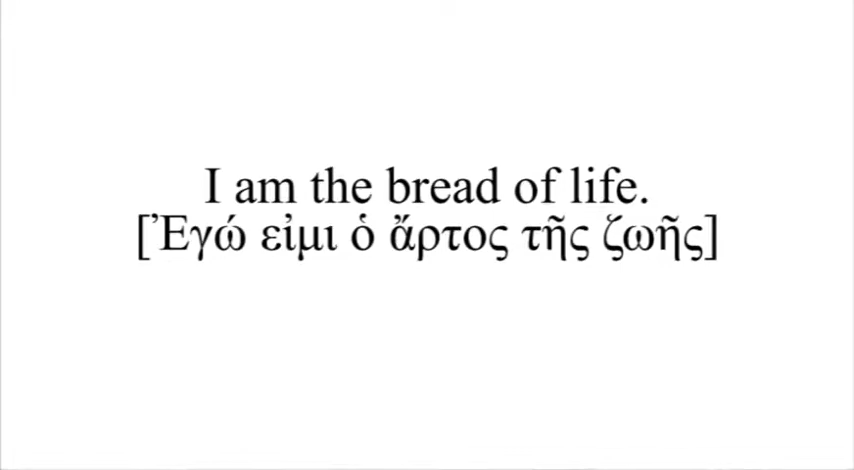 I am the bread of life.
[Ἐγώ εἰμι ὁ ἄρτος τῆς ζωῆς]